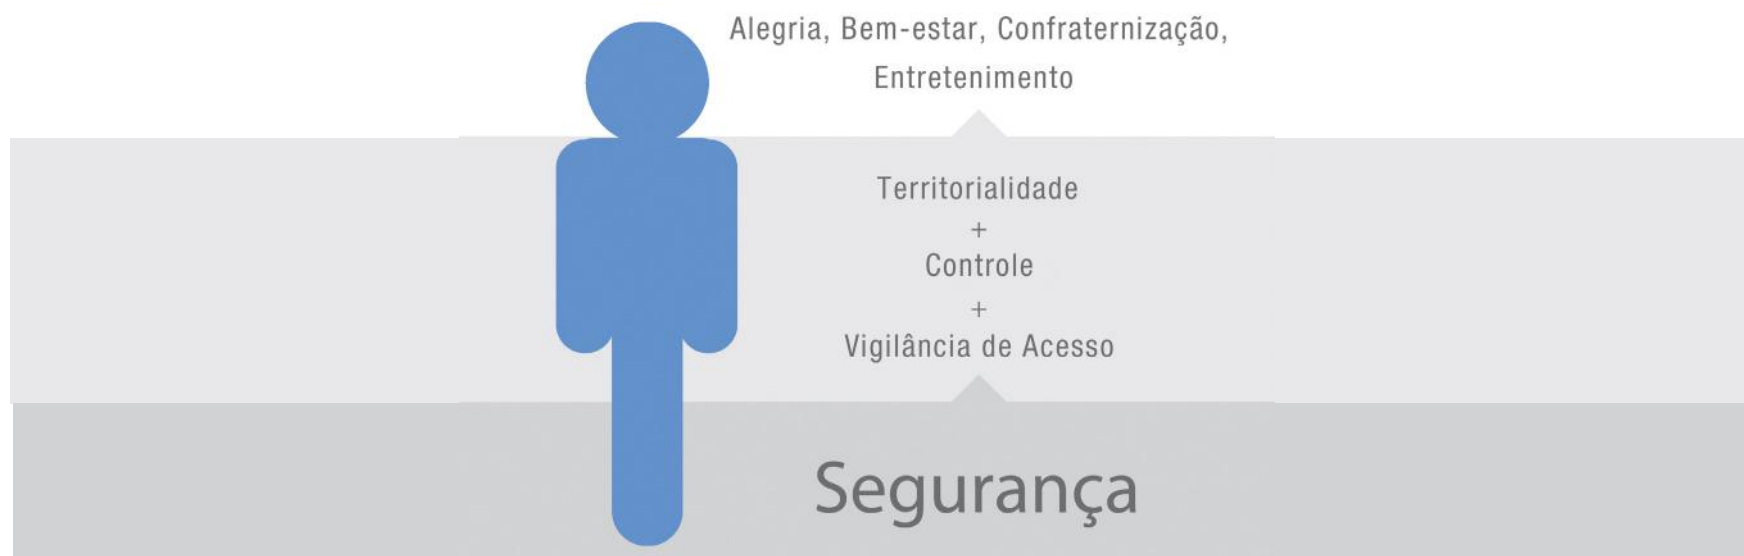 Alegria, Bem-estar, Confraternização,
Entretenimento
Territorialidade
+
Controle
+
Vigilância de Acesso
Segurança